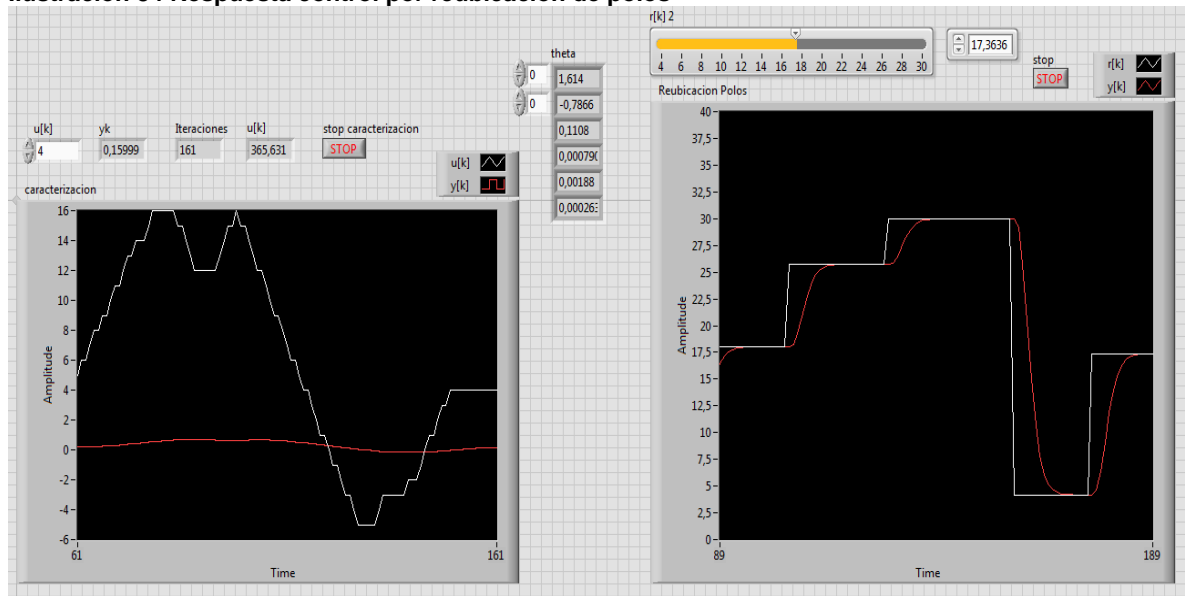 r[k] 2
4 6 8 10 12 14 16 18 20 22 24 26 28 30
17,3636
stop
STOP
r[k]
y[k]
theta
0
0
1,614
-0,7866
0,1108
0,00188
u[k]
4
yk
0,15999
Iteraciones
161
u[k]
365,631
stop caracterizacion
STOP
u[k]
y[k]
caracterizacion
Amplitude
16
14
12
10
8
6
4
2
0
-2
-4
-6
61
161
Time
Reubicacion Polos
Amplitude
40
37,5
35
32,5
30
27,5
25
22,5
20
17,5
15
12,5
10
7,5
5
2,5
0
89
189
Time